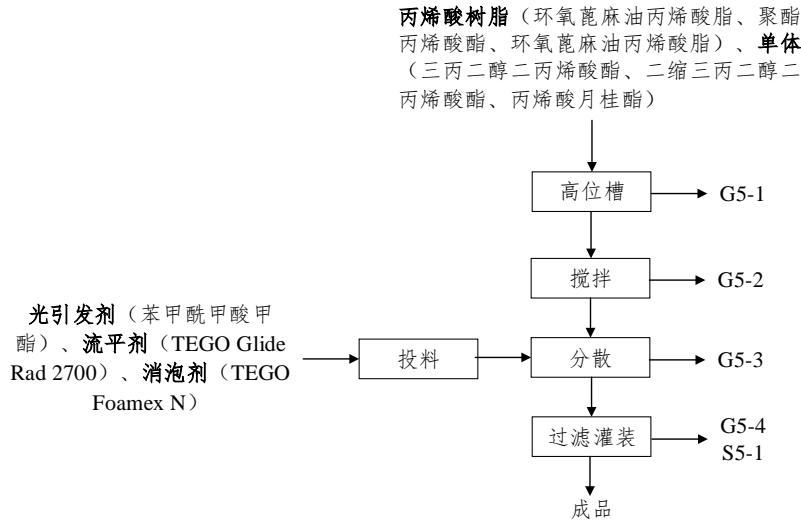 丙烯酸树脂（环氧蓖麻油丙烯酸脂、聚酯
丙烯酸酯、环氧蓖麻油丙烯酸脂）、单体
（三丙二醇二丙烯酸酯、二缩三丙二醇二
丙烯酸酯、丙烯酸月桂酯）
高位槽
G5-1
搅拌
G5-2
光引发剂（苯甲酰甲酸甲
酯）、流平剂（TEGO Glide
Rad 2700）、消泡剂（TEGO
Foamex N）
投料
分散
G5-3
过滤灌装
G5-4
S5-1
成品